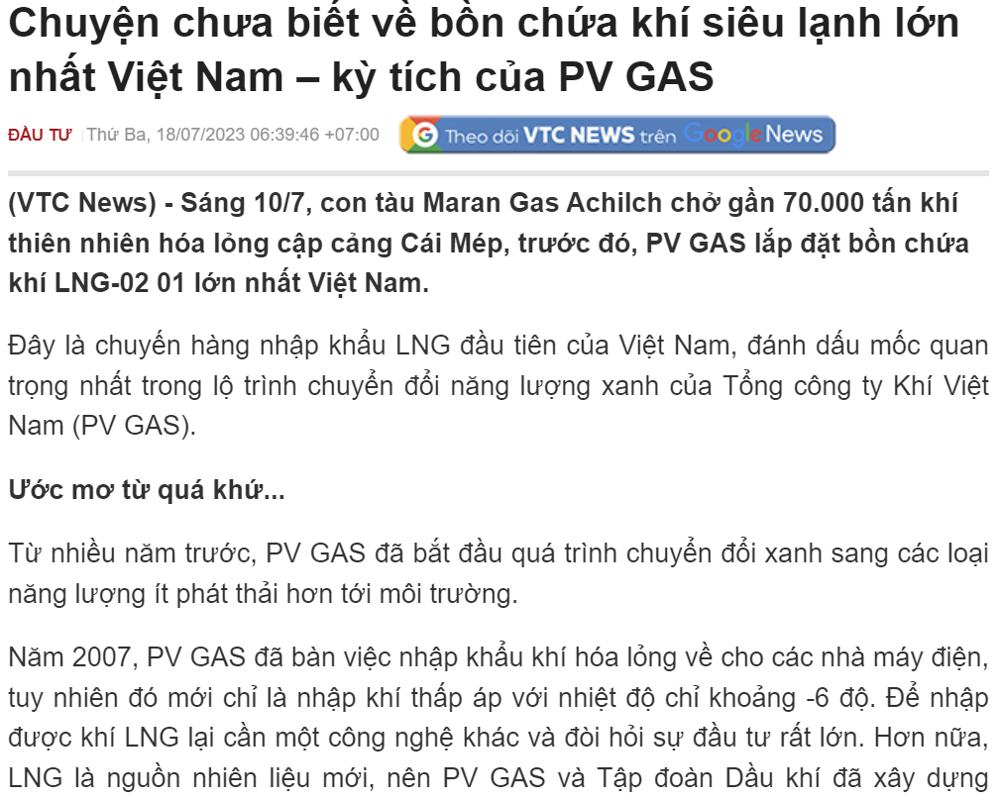 Chuyện chưa biết về bồn chứa khí siêu lạnh lớn
nhất Việt Nam – kỳ tích của PV GAS
ĐẦU TƯ Thứ Ba, 18/07/2023 06:39:46 +07:00 Theo dõi VTC NEWS trên Google News
(VTC News) - Sáng 10/7, con tàu Maran Gas Achilch chở gần 70.000 tấn khí
thiên nhiên hóa lỏng cập cảng Cái Mép, trước đó, PV GAS lắp đặt bồn chứa
khí LNG-02 01 lớn nhất Việt Nam.
Đây là chuyến hàng nhập khẩu LNG đầu tiên của Việt Nam, đánh dấu mốc quan
trọng nhất trong lộ trình chuyển đổi năng lượng xanh của Tổng công ty Khí Việt
Nam (PV GAS).
Ước mơ từ quá khứ...
Từ nhiều năm trước, PV GAS đã bắt đầu quá trình chuyển đổi xanh sang các loại
năng lượng ít phát thải hơn tới môi trường.
Năm 2007, PV GAS đã bàn việc nhập khẩu khí hóa lỏng về cho các nhà máy điện,
tuy nhiên đó mới chỉ là nhập khí thấp áp với nhiệt độ chỉ khoảng -6 độ. Để nhập
được khí LNG lại cần một công nghệ khác và đòi hỏi sự đầu tư rất lớn. Hơn nữa,
LNG là nguồn nhiên liệu mới, nên PV GAS và Tập đoàn Dầu khí đã xây dựng